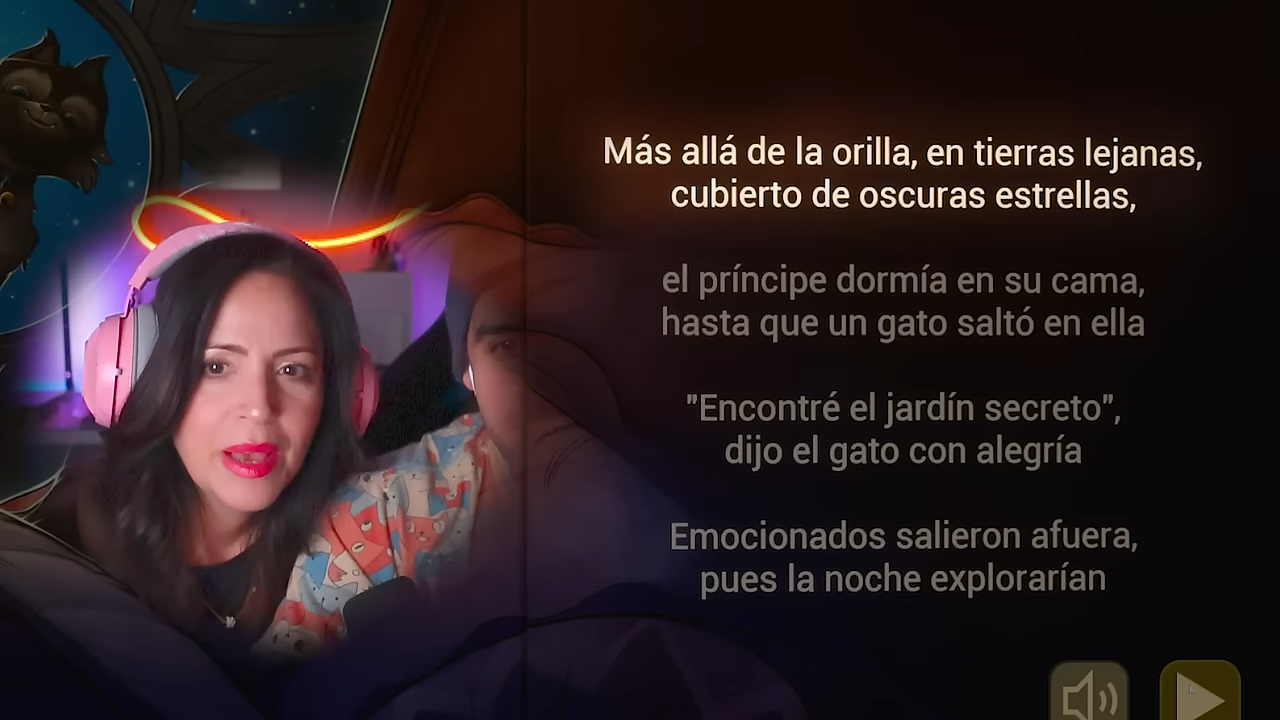 Más allá de la orilla, en tierras lejanas,
cubierto de oscuras estrellas,
el príncipe dormía en su cama,
hasta que un gato saltó en ella
"Encontré el jardín secreto",
dijo el gato con alegría
Emocionados salieron afuera,
pues la noche explorarían